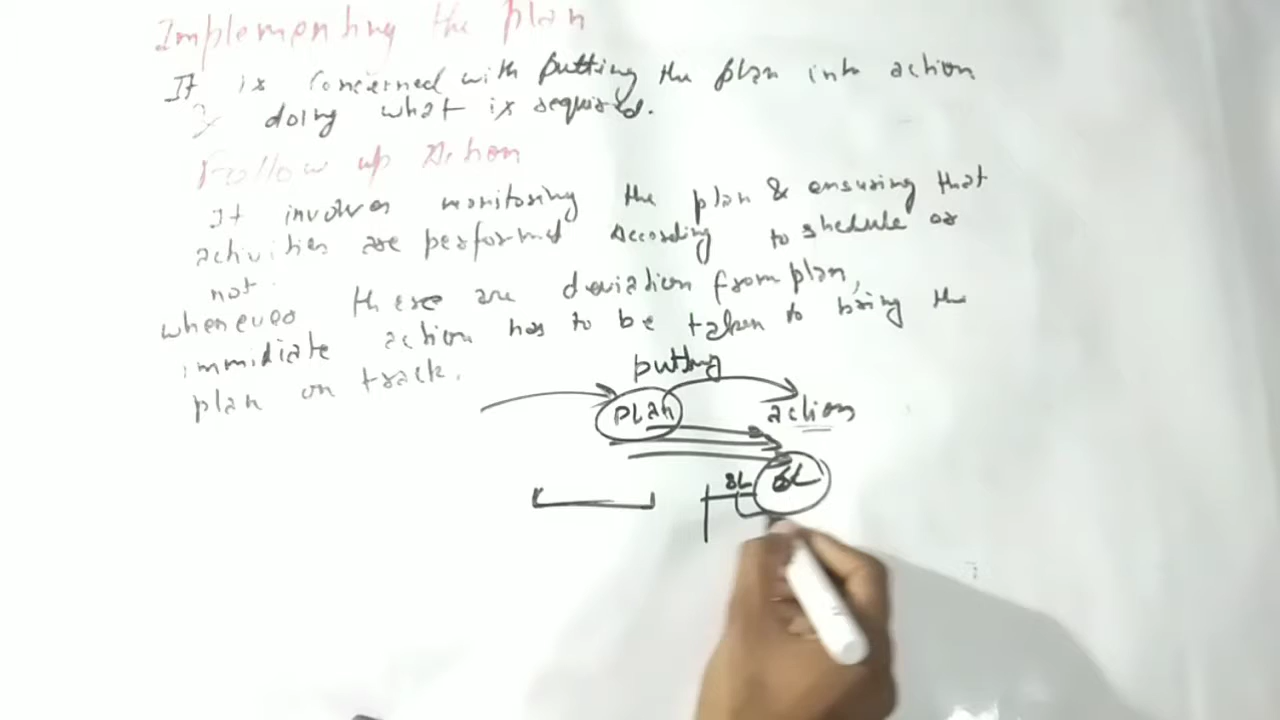 Implementing the plan
It is concerned with putting the plan into action
& doing what is required.
Follow up Action
It involves monitoring the plan & ensuring that
activities are performed According to shedule or
not.
whenever there are deviation from plan,
immidiate action has to be taken to bring the
plan on track.
putting
plan
action
8L